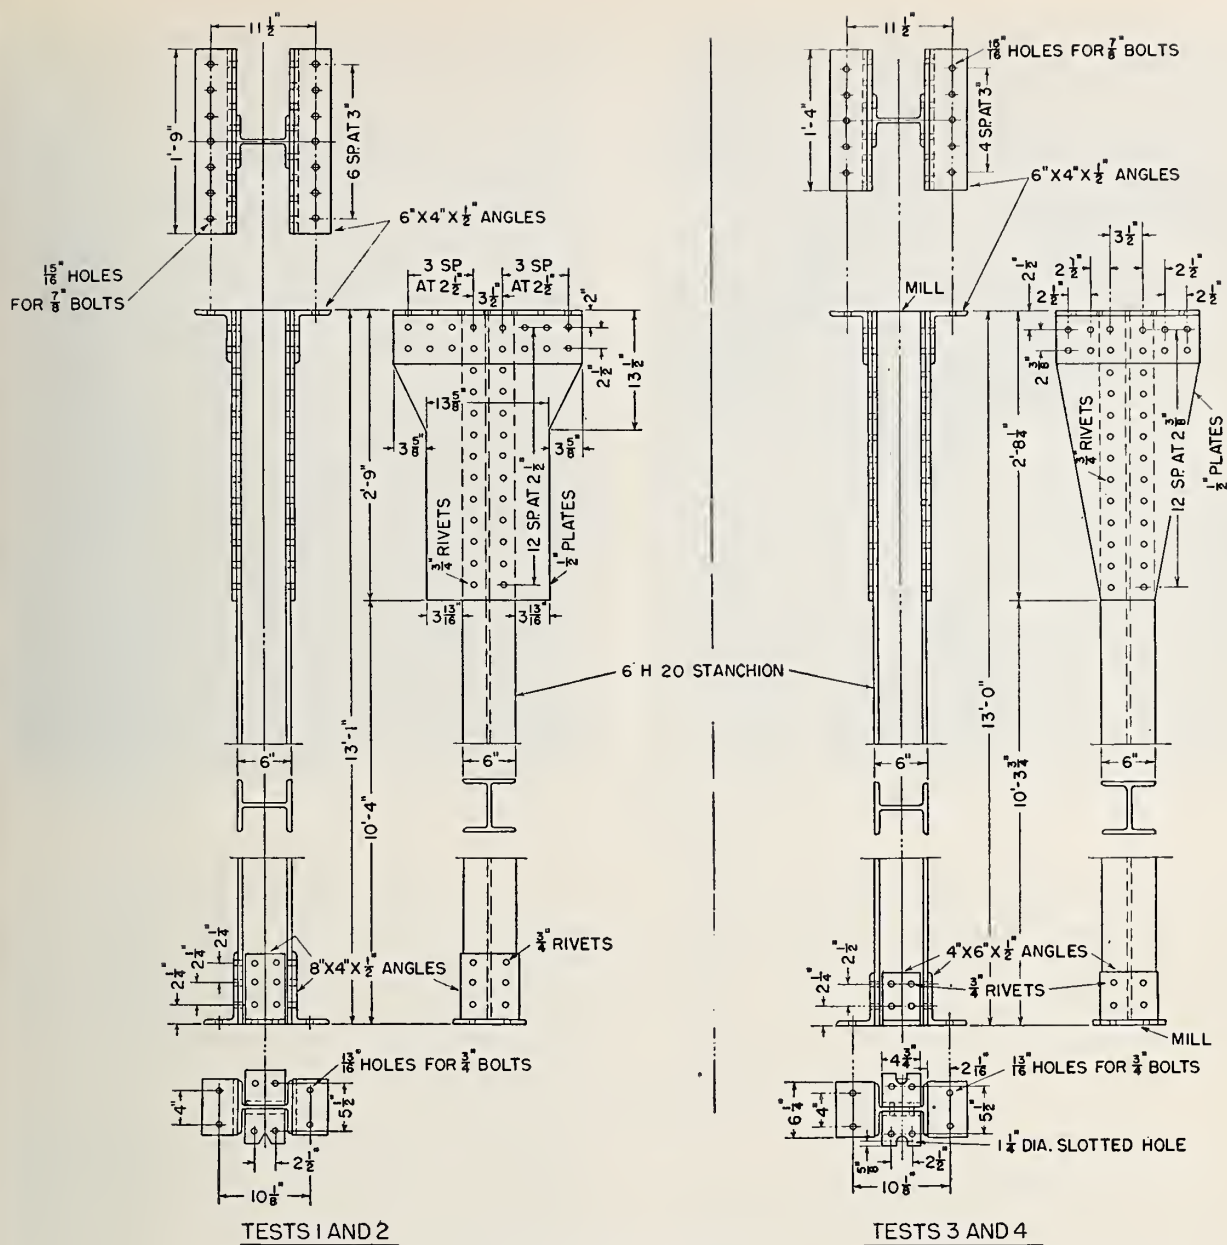 11 1/2"
1'-9"
6 SP. AT 3"
6"X4"X 1/2" ANGLES
15/16" HOLES
FOR 7/8" BOLTS
3 SP
AT 2 1/2"
3 1/2"
3 SP
AT 2 1/2"
2"
2 1/2"
13 1/2"
13 5/8"
3 5/8"
3 5/8"
2'-9"
12 SP. AT 2 1/2"
3/4" RIVETS
1/2" PLATES
3 13/16"
3 13/16"
6" H 20 STANCHION
13'-1"
10'-4"
6"
6"
2 1/4"
2 1/4"
2 1/4"
8"X4"X 1/2" ANGLES
3/4" RIVETS
13/16" HOLES FOR 3/4" BOLTS
4"
5 1/2"
2 1/2"
10 1/8"
TESTS 1 AND 2
11 1/2"
15/16" HOLES FOR 7/8" BOLTS
1'-4"
4 SP. AT 3"
6"X4"X 1/2" ANGLES
MILL
3 1/2"
2 1/2"
2 1/2"
2 1/2"
2 1/2"
2 1/2"
2 3/8"
3/4" RIVETS
12 SP. AT 2 3/8"
1/2" PLATES
2'-8 1/4"
13'-0"
10'-3 3/4"
6"
6"
2 1/2"
2 1/4"
4"X6"X 1/2" ANGLES
3/4" RIVETS
MILL
4 3/4"
2 1/16"
13/16" HOLES FOR 3/4" BOLTS
6 1/4"
4"
5 1/2"
1 1/4" DIA. SLOTTED HOLE
5/8"
2 1/2"
10 1/8"
TESTS 3 AND 4